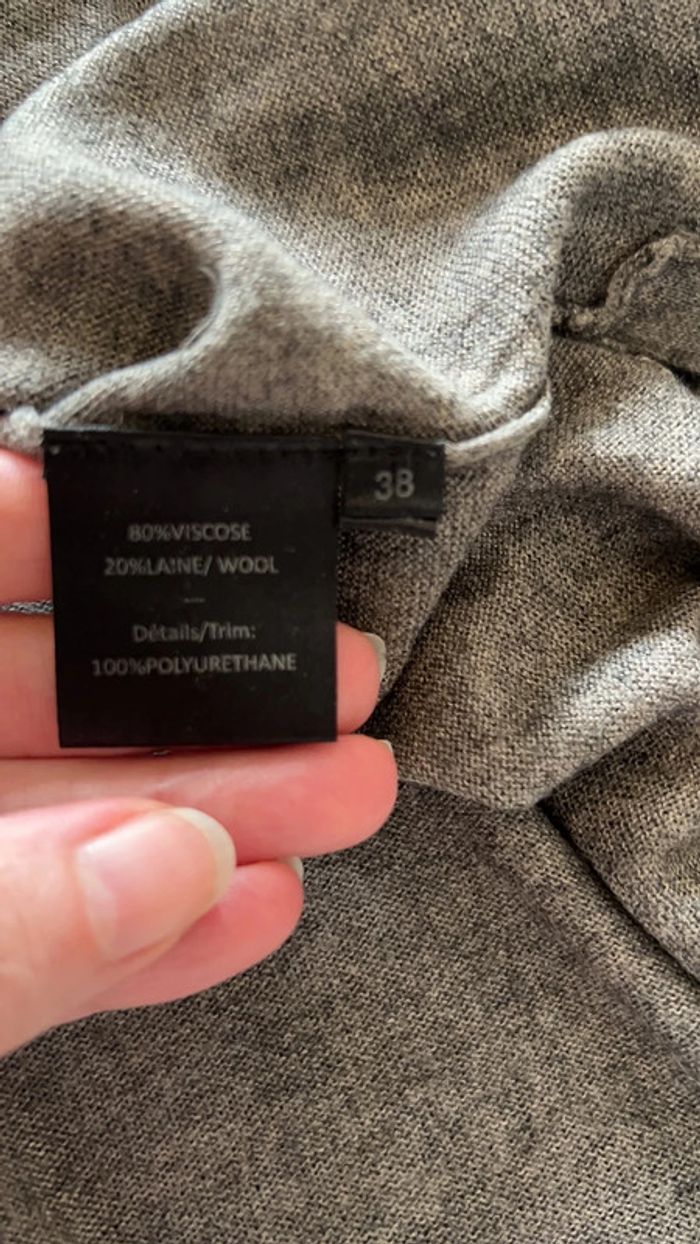 80%VISCOSE
20%LAINE/ WOOL
—
Détails/Trim:
100%POLYURETHANE
38